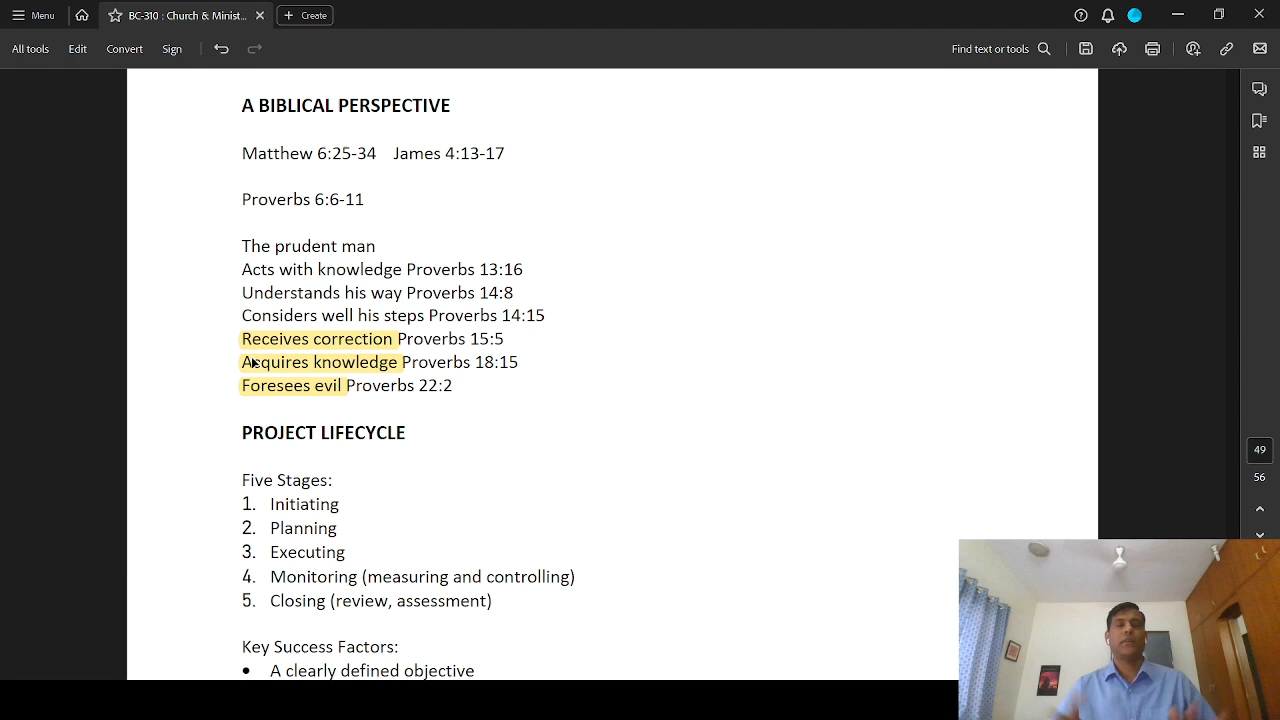 Menu
BC-310 : Church & Minist...
Create
All tools Edit Convert Sign
Find text or tools
A BIBLICAL PERSPECTIVE
Matthew 6:25-34 James 4:13-17
Proverbs 6:6-11
The prudent man
Acts with knowledge Proverbs 13:16
Understands his way Proverbs 14:8
Considers well his steps Proverbs 14:15
Receives correction Proverbs 15:5
Acquires knowledge Proverbs 18:15
Foresees evil Proverbs 22:2
PROJECT LIFECYCLE
Five Stages:
1. Initiating
2. Planning
3. Executing
4. Monitoring (measuring and controlling)
5. Closing (review, assessment)
Key Success Factors:
• A clearly defined objective
49
56